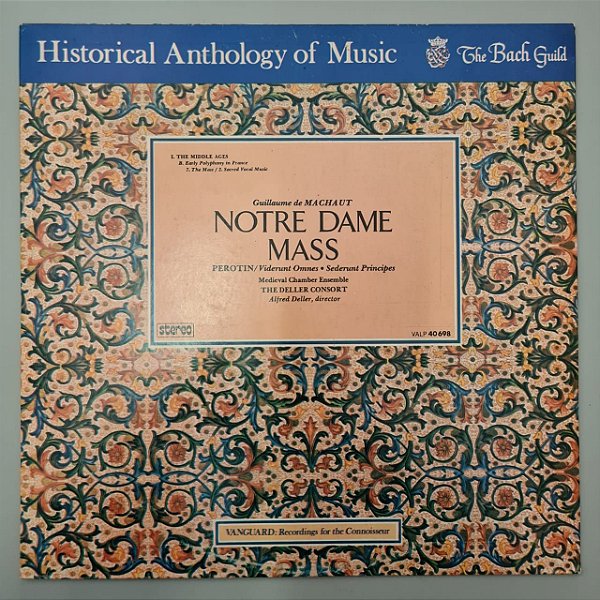 Historical Anthology of Music
The Bach Guild
I. THE MIDDLE AGES
B. Early Polyphony in France
7. The Mass / 2. Sacred Vocal Music
Guillaume de MACHAUT
NOTRE DAME
MASS
PEROTIN/Viderunt Omnes • Sederunt Principes
Medieval Chamber Ensemble
THE DELLER CONSORT
Alfred Deller, director
stereo
VALP 40698
VANGUARD: Recordings for the Connoisseur